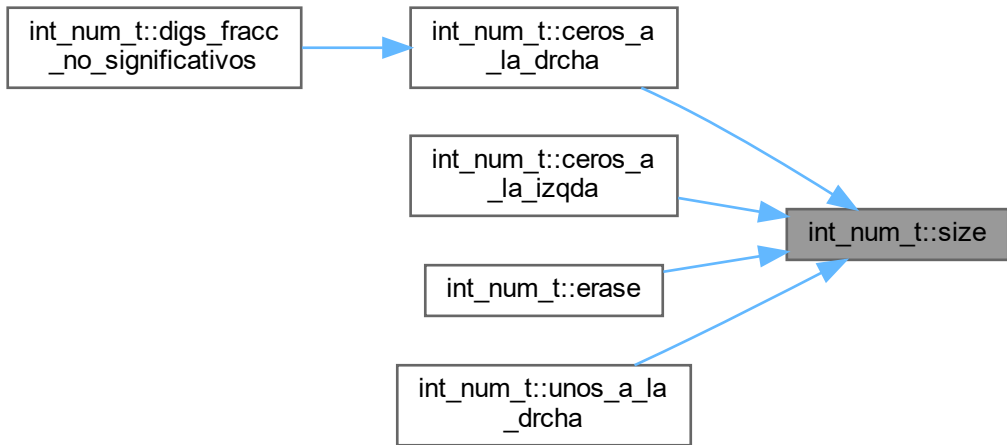 int_num_t::digs_fracc
_no_significativos
int_num_t::ceros_a
_la_drcha
int_num_t::ceros_a
_la_izqda
int_num_t::size
int_num_t::erase
int_num_t::unos_a_la
_drcha